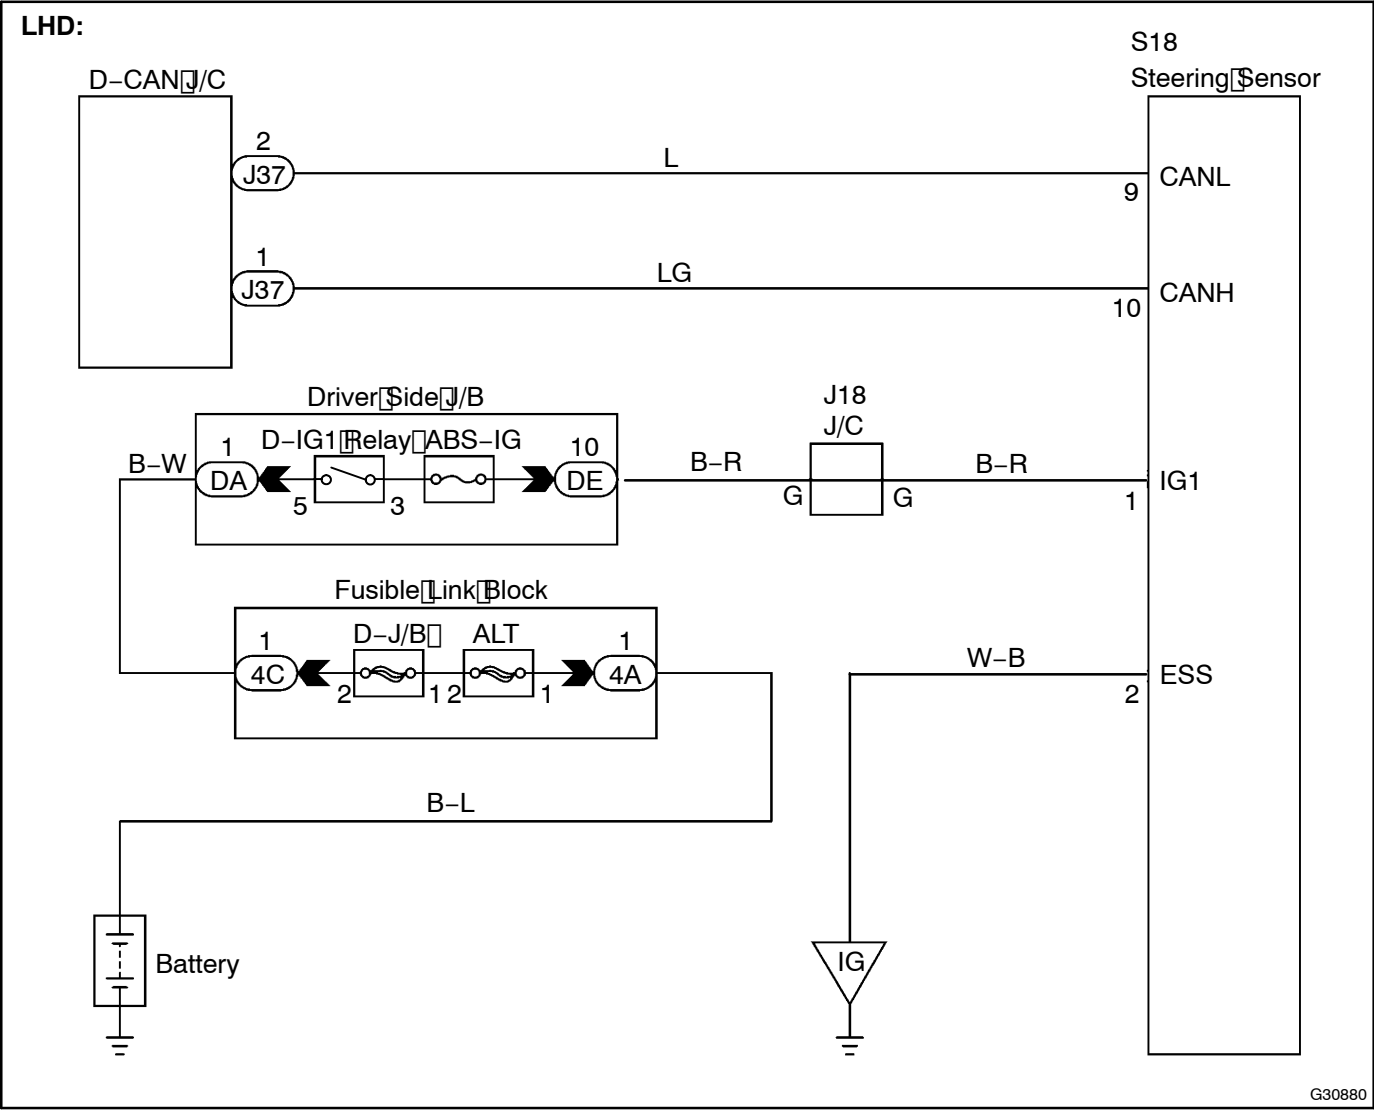 LHD:
S18
Steering Sensor
D−CAN J/C
2
J37
L
9
CANL
1
J37
LG
10
CANH
Driver Side J/B
D−IG1 Relay ABS−IG
B−W
1
DA
5
3
10
DE
B−R
J18
J/C
G
G
B−R
1
IG1
Fusible Link Block
D−J/B
ALT
1
4C
2
1
2
1
1
4A
W−B
2
ESS
B−L
Battery
IG
G30880